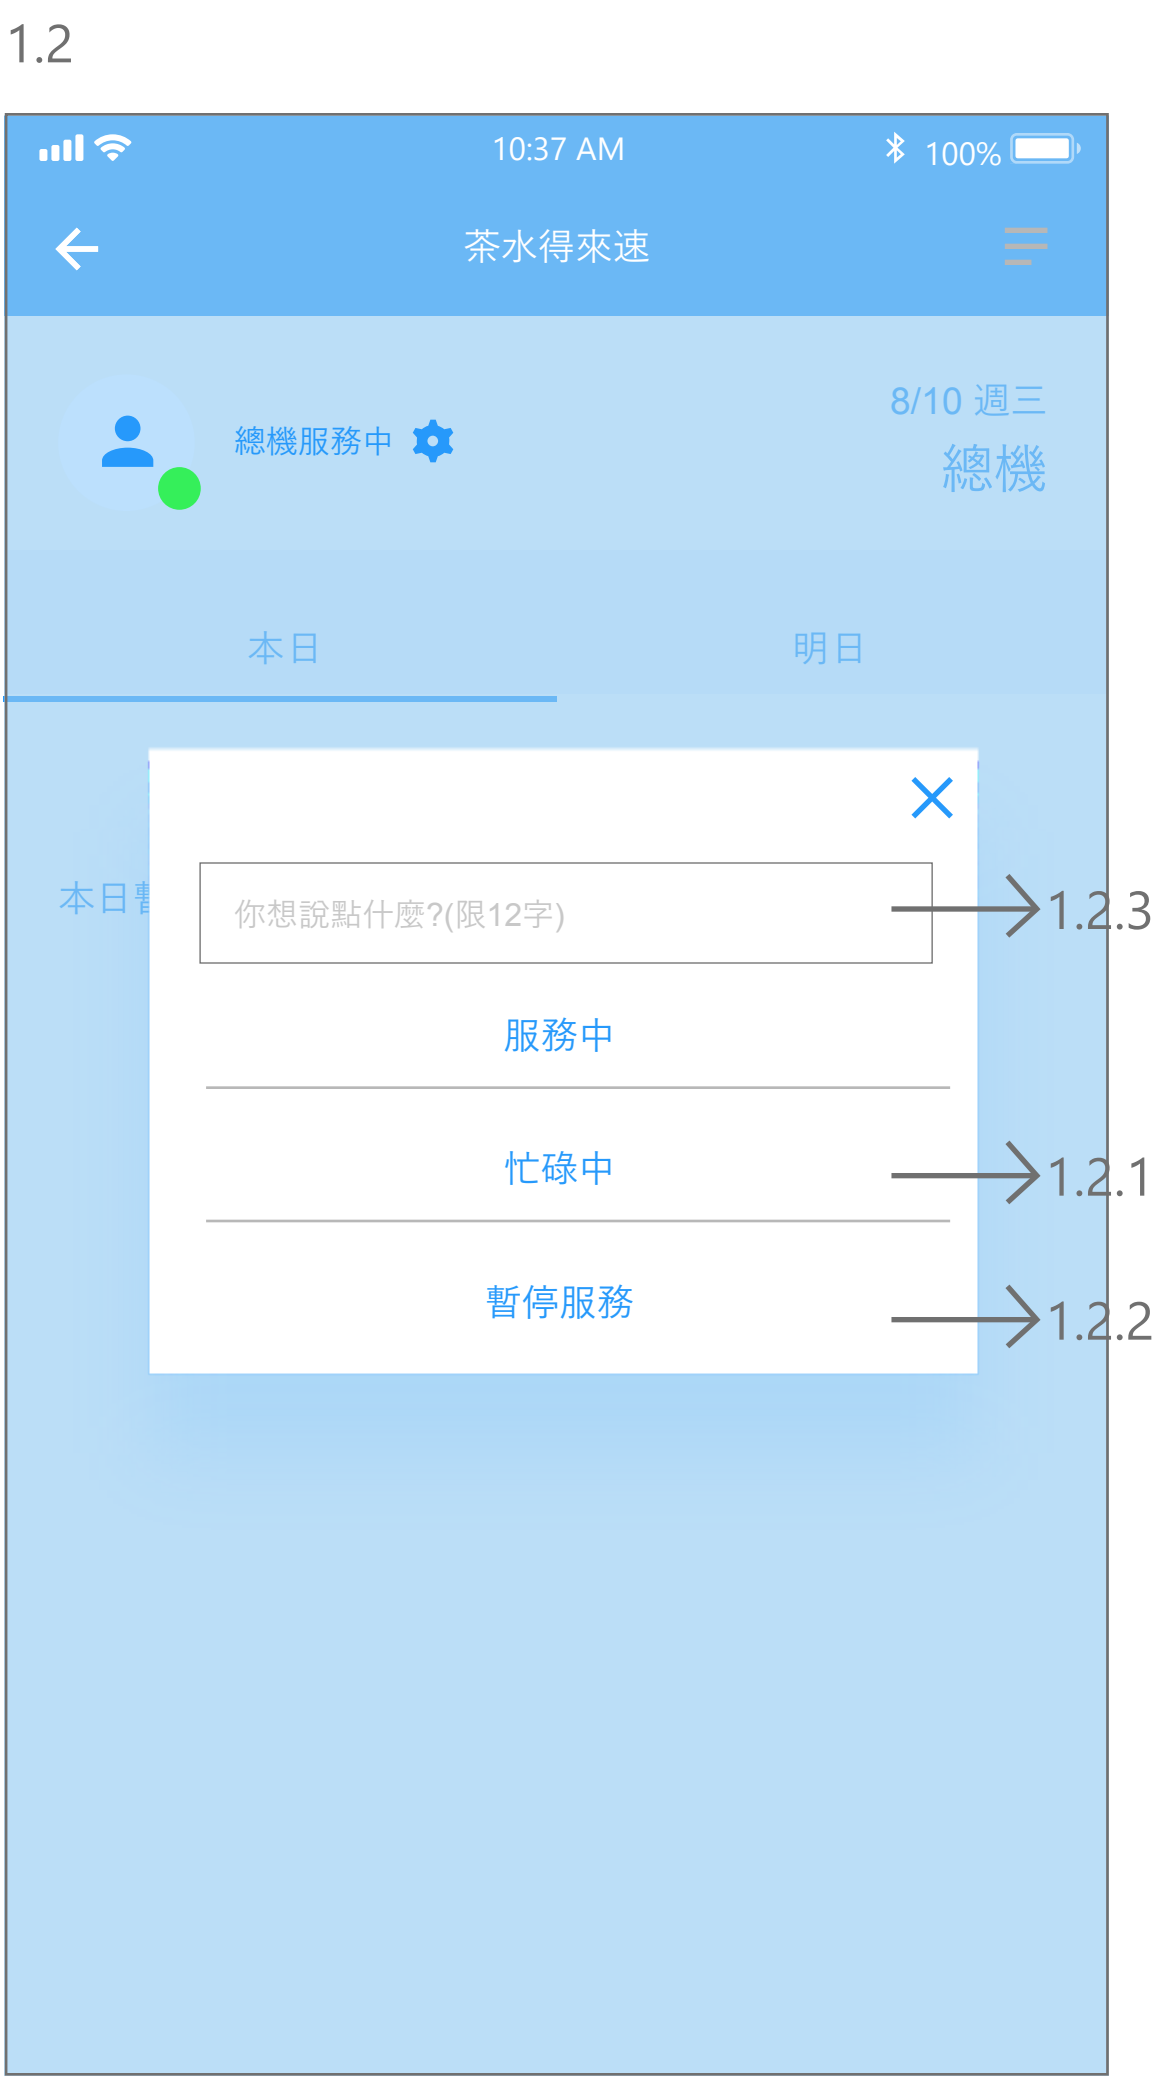 1.2
10:37 AM
100%
茶水得來速
總機服務中
8/10 週三
總機
本日
明日
本日
你想說點什麼?(限12字)
1.2.3
服務中
忙碌中
1.2.1
暫停服務
1.2.2